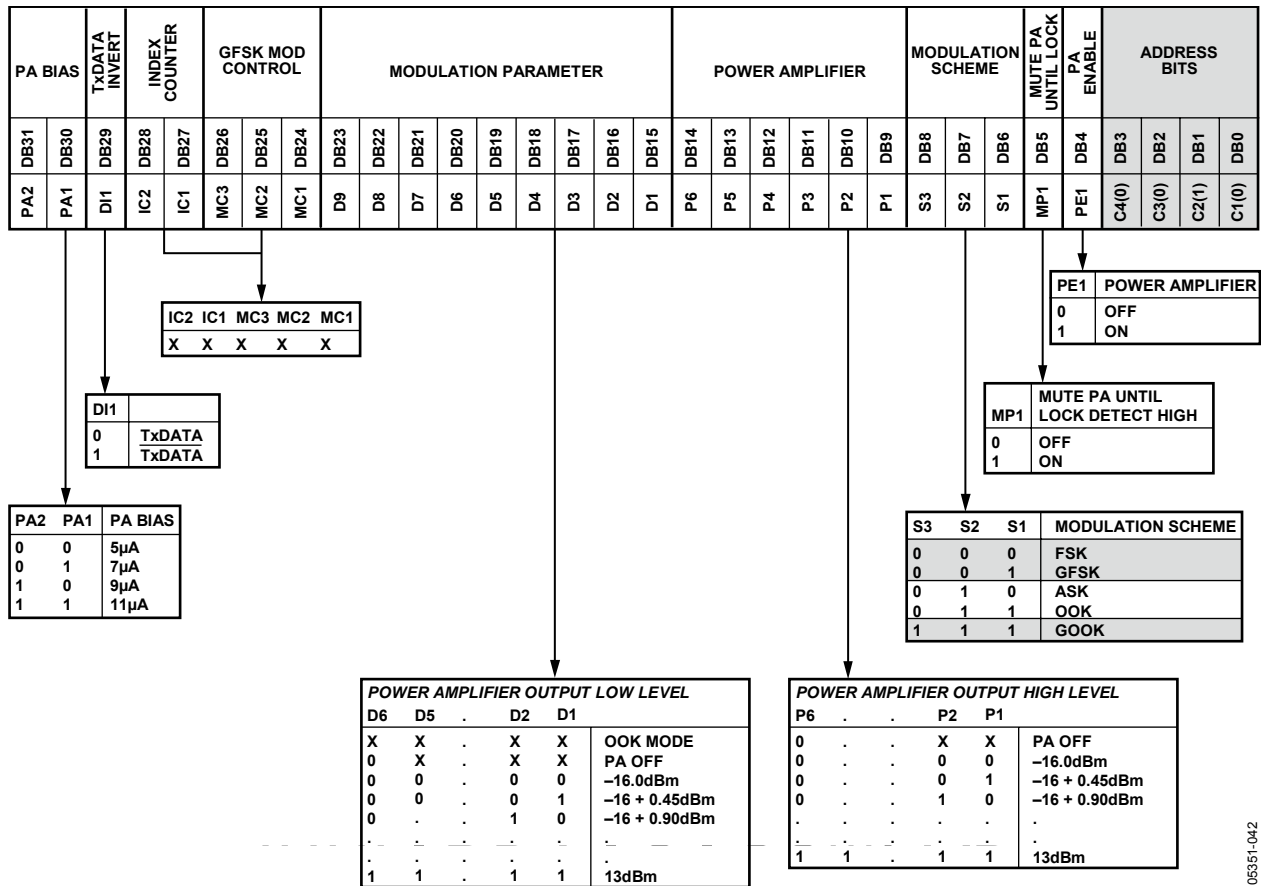 PA BIAS
TxDATA
INVERT
INDEX
COUNTER
GFSK MOD
CONTROL
MODULATION PARAMETER
POWER AMPLIFIER
MODULATION
SCHEME
MUTE PA
UNTIL LOCK
PA
ENABLE
ADDRESS
BITS
DB31 DB30 DB29 DB28 DB27 DB26 DB25 DB24 DB23 DB22 DB21 DB20 DB19 DB18 DB17 DB16 DB15 DB14 DB13 DB12 DB11 DB10 DB9 DB8 DB7 DB6 DB5 DB4 DB3 DB2 DB1 DB0
PA2 PA1 DI1 IC2 IC1 MC3 MC2 MC1 D9 D8 D7 D6 D5 D4 D3 D2 D1 P6 P5 P4 P3 P2 P1 S3 S2 S1 MP1 PE1 C4(0) C3(0) C2(1) C1(0)
PE1 POWER AMPLIFIER
0 OFF
1 ON
IC2 IC1 MC3 MC2 MC1
X X X X X
MP1 MUTE PA UNTIL
LOCK DETECT HIGH
0 OFF
1 ON
DI1
0 TxDATA
1 TxDATA
PA2 PA1 PA BIAS
0 0 5µA
0 1 7µA
1 0 9µA
1 1 11µA
S3 S2 S1 MODULATION SCHEME
0 0 0 FSK
0 0 1 GFSK
0 1 0 ASK
0 1 1 OOK
1 1 1 GOOK
POWER AMPLIFIER OUTPUT LOW LEVEL
D6 D5 . D2 D1
X X . X X OOK MODE
0 X . X X PA OFF
0 0 . 0 0 –16.0dBm
0 0 . 0 1 –16 + 0.45dBm
0 . . 1 0 –16 + 0.90dBm
. . . . . .
. . . . . .
1 1 . 1 1 13dBm
POWER AMPLIFIER OUTPUT HIGH LEVEL
P6 . . P2 P1
0 . . X X PA OFF
0 . . 0 0 –16.0dBm
0 . . 0 1 –16 + 0.45dBm
0 . . 1 0 –16 + 0.90dBm
. . . . . .
. . . . . .
1 1 . 1 1 13dBm
05351-042